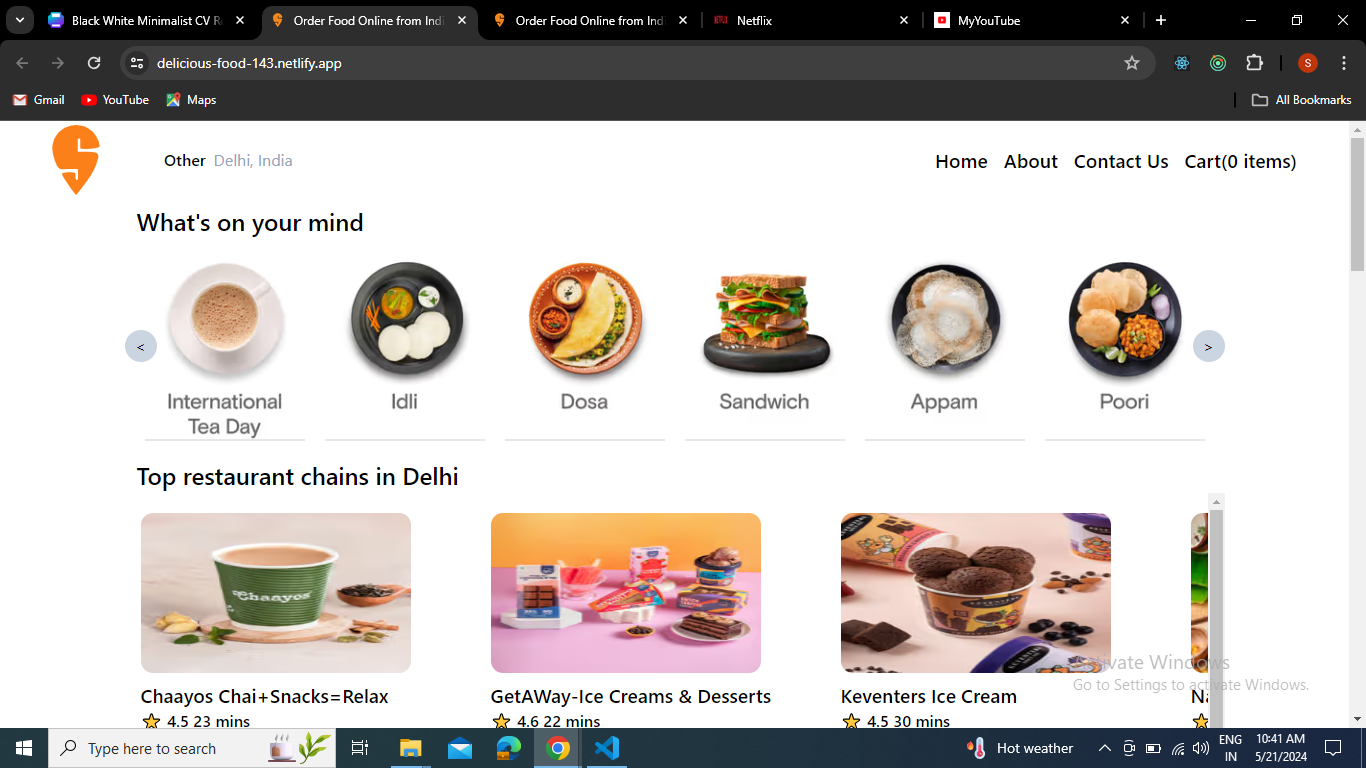 Black White Minimalist CV R
Order Food Online from Indi
Order Food Online from Indi
NETFLIX
Netflix
MyYouTube
delicious-food-143.netlify.app
S
Gmail
YouTube
Maps
All Bookmarks
Other Delhi, India
Home
About
Contact Us
Cart(0 items)
What's on your mind
<
>
International
Tea Day
Idli
Dosa
Sandwich
Appam
Poori
Top restaurant chains in Delhi
Chaayos
KEVENTERS
Chaayos Chai+Snacks=Relax
4.5 23 mins
GetAWay-Ice Creams & Desserts
4.6 22 mins
Keventers Ice Cream
4.5 30 mins
Na
Activate Windows
Go to Settings to activate Windows.
Type here to search
Hot weather
ENG
IN
10:41 AM
5/21/2024